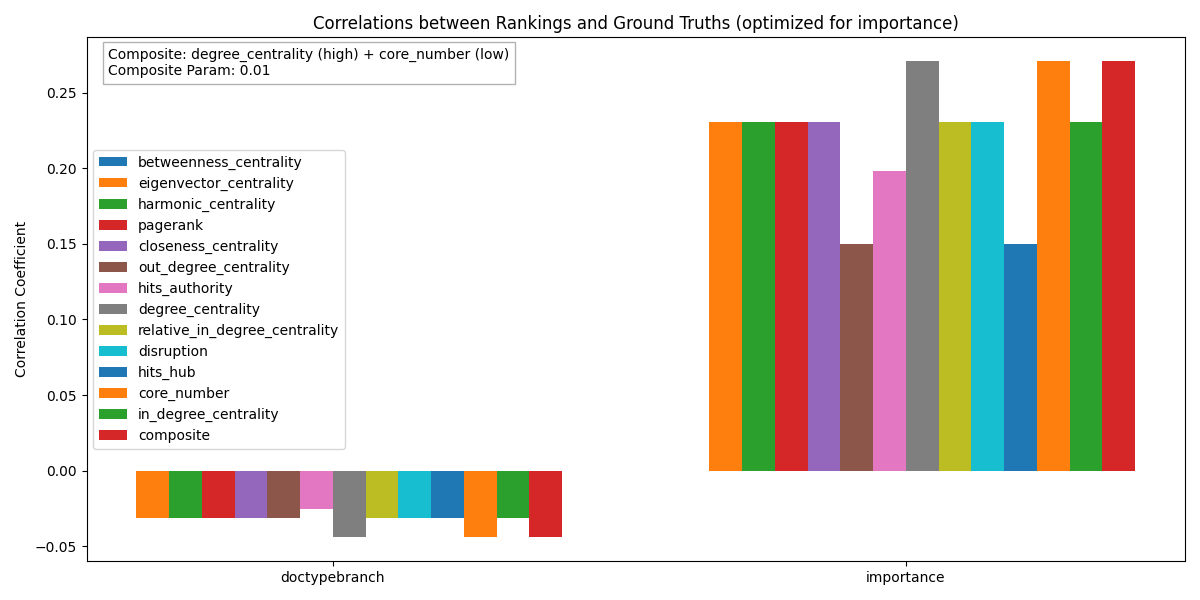 Correlations between Rankings and Ground Truths (optimized for importance)
Composite: degree_centrality (high) + core_number (low)
Composite Param: 0.01
Correlation Coefficient
0.25
0.20
0.15
0.10
0.05
0.00
−0.05
betweenness_centrality
eigenvector_centrality
harmonic_centrality
pagerank
closeness_centrality
out_degree_centrality
hits_authority
degree_centrality
relative_in_degree_centrality
disruption
hits_hub
core_number
in_degree_centrality
composite
doctypebranch
importance